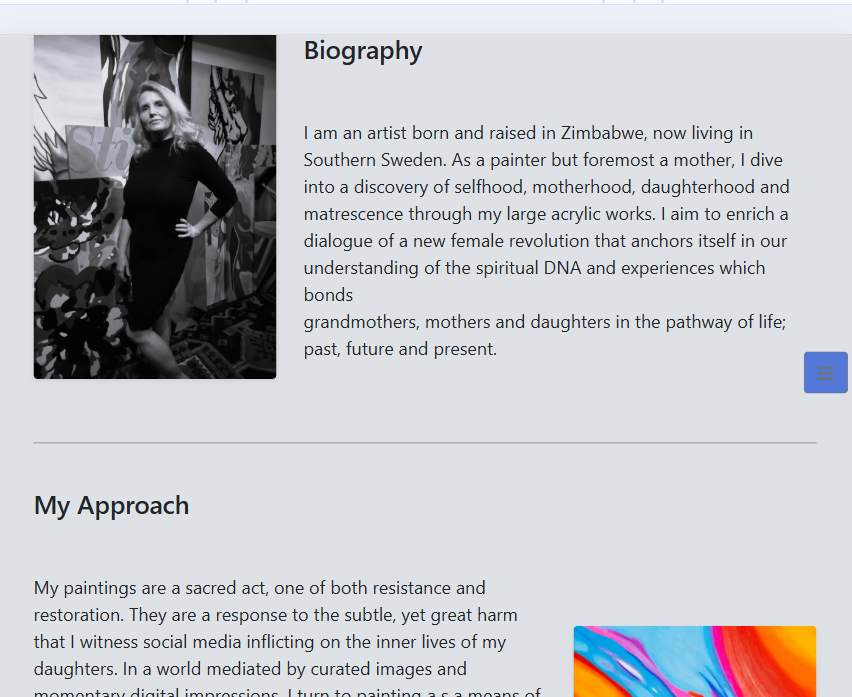 Biography
Sti
I am an artist born and raised in Zimbabwe, now living in
Southern Sweden. As a painter but foremost a mother, I dive
into a discovery of selfhood, motherhood, daughterhood and
matrescence through my large acrylic works. I aim to enrich a
dialogue of a new female revolution that anchors itself in our
understanding of the spiritual DNA and experiences which
bonds
grandmothers, mothers and daughters in the pathway of life;
past, future and present.
My Approach
My paintings are a sacred act, one of both resistance and
restoration. They are a response to the subtle, yet great harm
that I witness social media inflicting on the inner lives of my
daughters. In a world mediated by curated images and
momentary digital impressions, I turn to painting a s a means of